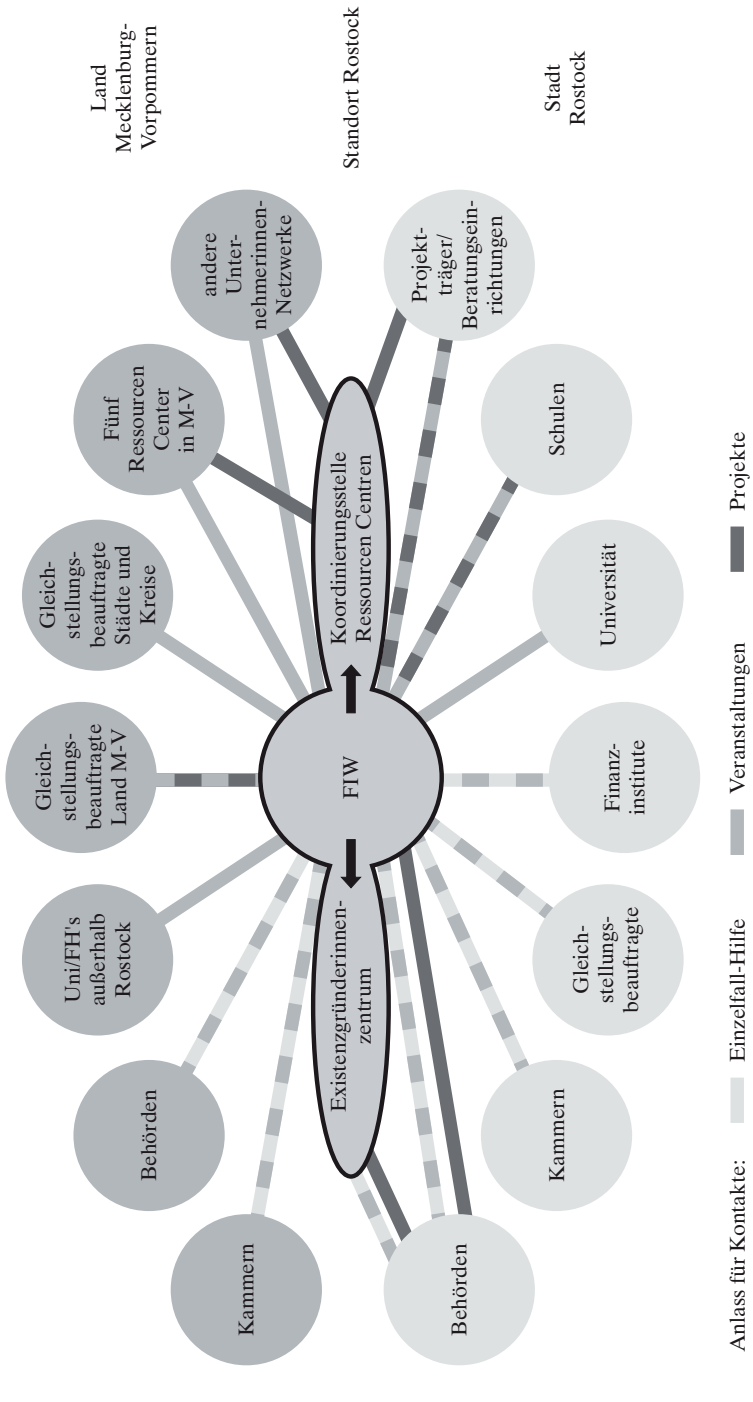 Land
Mecklenburg-
Vorpommern
Standort Rostock
Stadt
Rostock
Kammern
Behörden
Uni/FH's
außerhalb
Rostock
Gleich-
stellungs-
beauftragte
Land M-V
Gleich-
stellungs-
beauftragte
Städte und
Kreise
Fünf
Ressourcen
Center
in M-V
andere
Unter-
nehmerinnen-
Netzwerke
Existenzgründerinnen-
zentrum
FIW
Koordinierungsstelle
Ressourcen Centren
Behörden
Kammern
Gleich-
stellungs-
beauftragte
Finanz-
institute
Universität
Schulen
Projekt-
träger/
Beratungsein-
richtungen
Anlass für Kontakte: Einzelfall-Hilfe Veranstaltungen Projekte